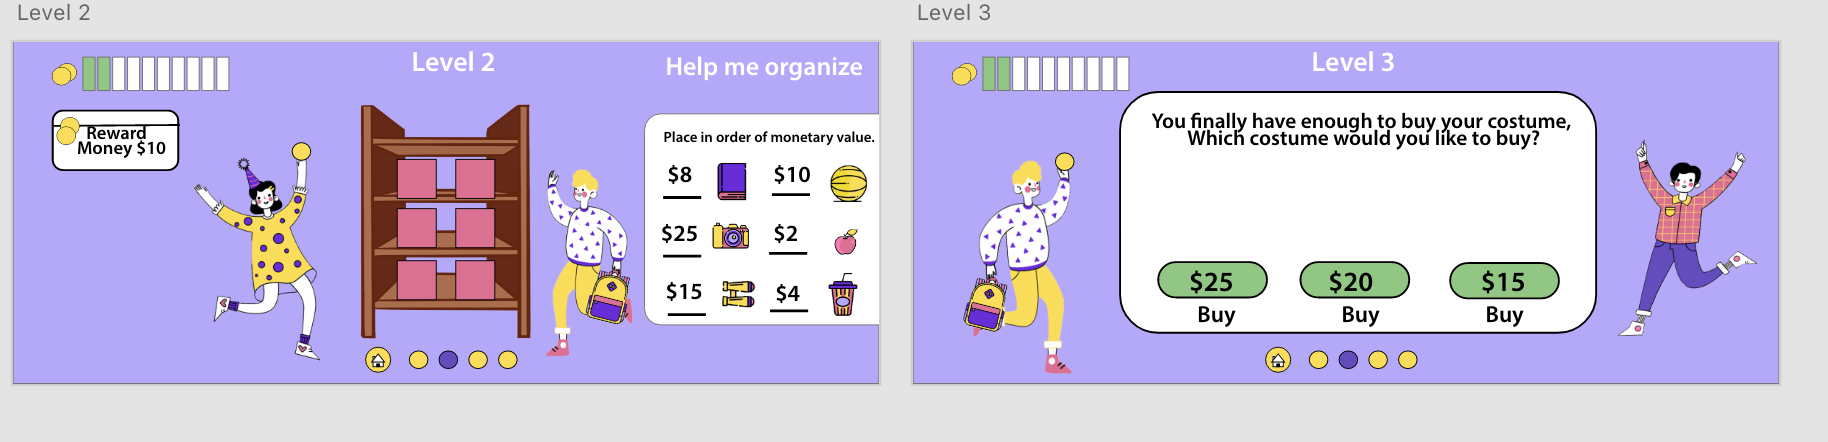 Level 2
Level 2
Help me organize
Reward
Money $10
Place in order of monetary value.
$8
$10
$25
$2
$15
$4
Level 3
Level 3
You finally have enough to buy your costume,
Which costume would you like to buy?
$25
$20
$15
Buy
Buy
Buy